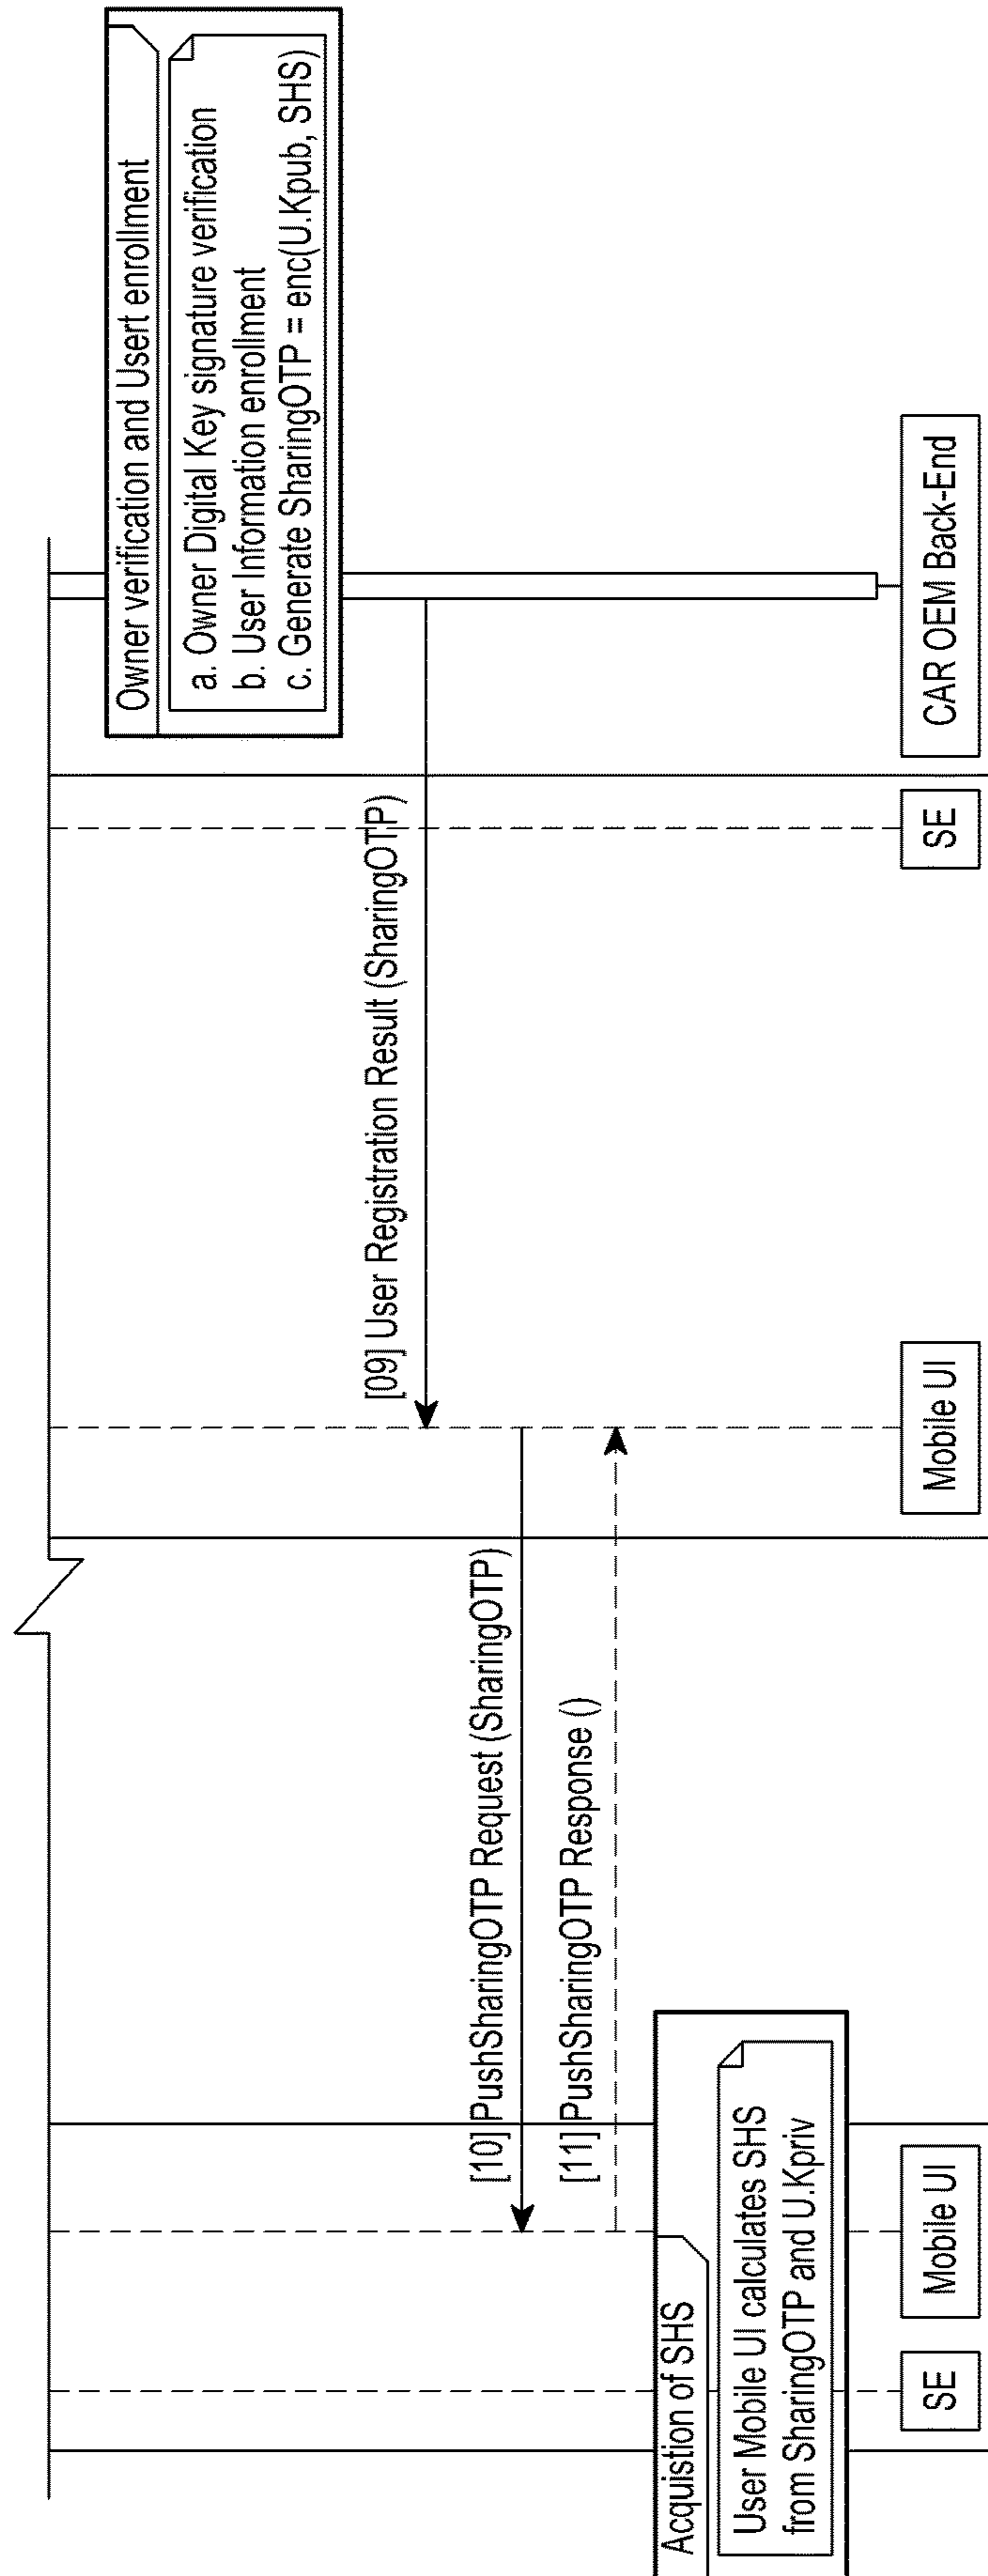 Owner verification and Usert enrollment
a. Owner Digital Key signature verification
b. User Information enrollment
c. Generate SharingOTP = enc(U.Kpub, SHS)
[09] User Registration Result (SharingOTP)
[10] PushSharingOTP Request (SharingOTP)
[11] PushSharingOTP Response ()
Acquistion of SHS
User Mobile UI calculates SHS
from SharingOTP and U.Kpriv
SE
Mobile UI
Mobile UI
SE
CAR OEM Back-End